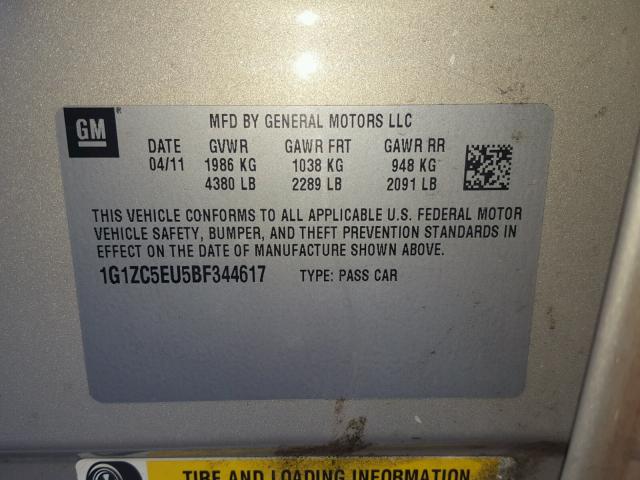 GM
MFD BY GENERAL MOTORS LLC
DATE GVWR GAWR FRT GAWR RR
04/11 1986 KG 1038 KG 948 KG
4380 LB 2289 LB 2091 LB
THIS VEHICLE CONFORMS TO ALL APPLICABLE U.S. FEDERAL MOTOR
VEHICLE SAFETY, BUMPER, AND THEFT PREVENTION STANDARDS IN
EFFECT ON THE DATE OF MANUFACTURE SHOWN ABOVE.
1G1ZC5EU5BF344617 TYPE: PASS CAR
TIRE AND LOADING INFORMATION